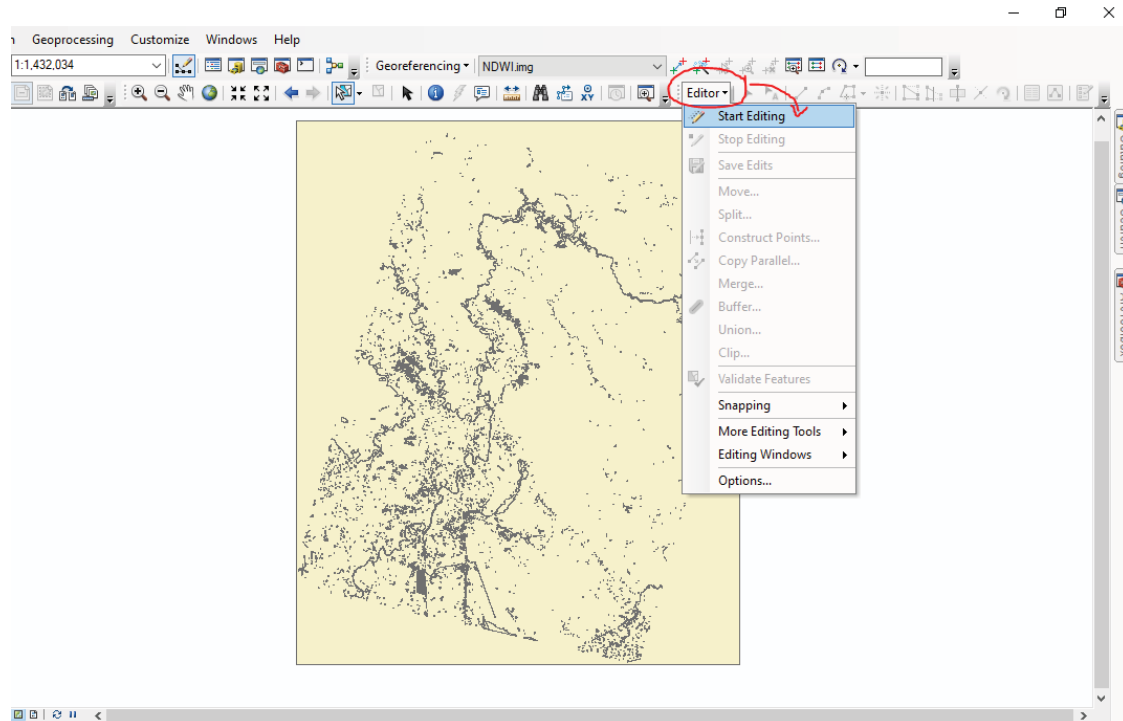 Geoprocessing Customize Windows Help
1:1,432,034
Georeferencing NDWI.img
Editor
Start Editing
Stop Editing
Save Edits
Move...
Split...
Construct Points...
Copy Parallel...
Merge...
Buffer...
Union...
Clip...
Validate Features
Snapping
More Editing Tools
Editing Windows
Options...